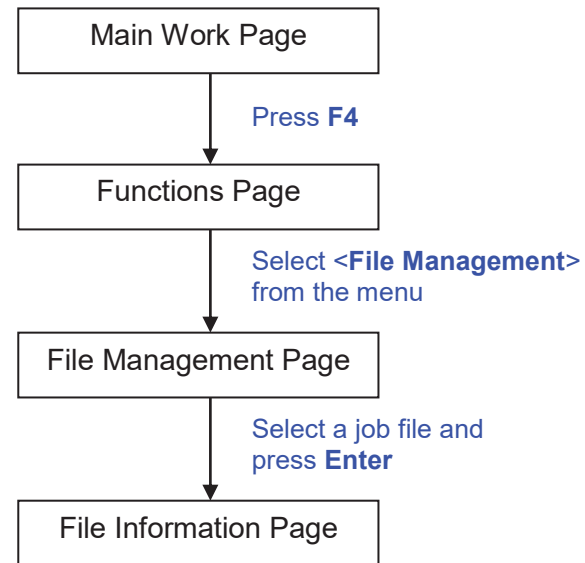 Main Work Page
Press F4
Functions Page
Select <File Management>
from the menu
File Management Page
Select a job file and
press Enter
File Information Page